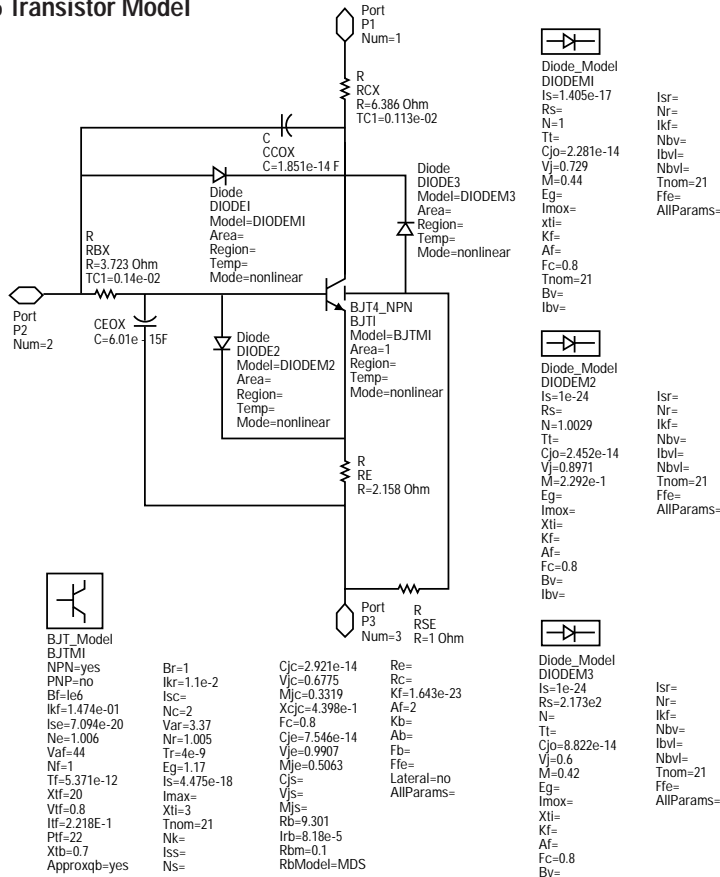 Transistor Model
Port
P1
Num=1
R
RCX
R=6.386 Ohm
TC1=0.113e-02
C
CCOX
C=1.851e-14 F
Diode
DIODEI
Model=DIODEMI
Area=
Region=
Temp=
Mode=nonlinear
Diode
DIODE3
Model=DIODEM3
Area=
Region=
Temp=
Mode=nonlinear
R
RBX
R=3.723 Ohm
TC1=0.14e-02
Port
P2
Num=2
CEOX
C=6.01e - 15F
Diode
DIODE2
Model=DIODEM2
Area=
Region=
Temp=
Mode=nonlinear
BJT4_NPN
BJTI
Model=BJTMI
Area=1
Region=
Temp=
Mode=nonlinear
R
RE
R=2.158 Ohm
Port
P3
Num=3
R
RSE
R=1 Ohm
BJT_Model
BJTMI
NPN=yes
PNP=no
Bf=Ie6
Ikf=1.474e-01
Ise=7.094e-20
Ne=1.006
Vaf=44
Nf=1
Tf=5.371e-12
Xtf=20
Vtf=0.8
Itf=2.218E-1
Ptf=22
Xtb=0.7
Approxqb=yes
Br=1
Ikr=1.1e-2
Isc=
Nc=2
Var=3.37
Nr=1.005
Tr=4e-9
Eg=1.17
Is=4.475e-18
Imax=
Xti=3
Tnom=21
Nk=
Iss=
Ns=
Cjc=2.921e-14
Vjc=0.6775
Mjc=0.3319
Xcjc=4.398e-1
Fc=0.8
Cje=7.546e-14
Vje=0.9907
Mje=0.5063
Cjs=
Vjs=
Mjs=
Rb=9.301
Irb=8.18e-5
Rbm=0.1
RbModel=MDS
Re=
Rc=
Kf=1.643e-23
Af=2
Kb=
Ab=
Fb=
Ffe=
Lateral=no
AllParams=
Diode_Model
DIODEMI
Is=1.405e-17
Rs=
N=1
Tt=
Cjo=2.281e-14
Vj=0.729
M=0.44
Eg=
Imox=
xti=
Kf=
Af=
Fc=0.8
Tnom=21
Bv=
Ibv=
Isr=
Nr=
Ikf=
Nbv=
Ibvl=
Nbvl=
Tnom=21
Ffe=
AllParams=
Diode_Model
DIODEM2
Is=1e-24
Rs=
N=1.0029
Tt=
Cjo=2.452e-14
Vj=0.8971
M=2.292e-1
Eg=
Imox=
Xti=
Kf=
Af=
Fc=0.8
Bv=
Ibv=
Isr=
Nr=
Ikf=
Nbv=
Ibvl=
Nbvl=
Tnom=21
Ffe=
AllParams=
Diode_Model
DIODEM3
Is=1e-24
Rs=2.173e2
N=
Tt=
Cjo=8.822e-14
Vj=0.6
M=0.42
Eg=
Imox=
Xti=
Kf=
Af=
Fc=0.8
Bv=
Isr=
Nr=
Ikf=
Nbv=
Ibvl=
Nbvl=
Tnom=21
Ffe=
AllParams=